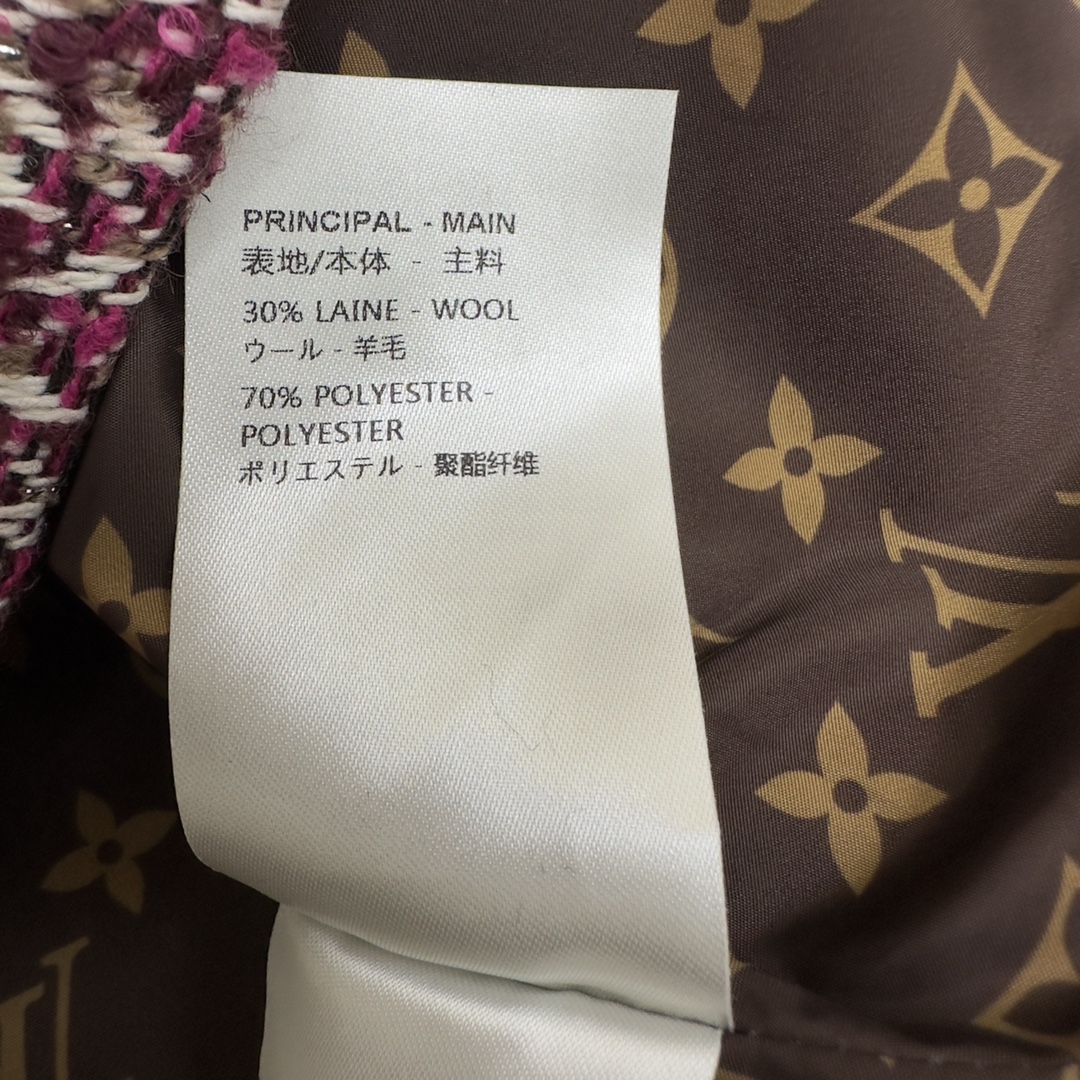 PRINCIPAL - MAIN
表地/本体 - 主料
30% LAINE - WOOL
ウール - 羊毛
70% POLYESTER -
POLYESTER
ポリエステル - 聚酯纤维